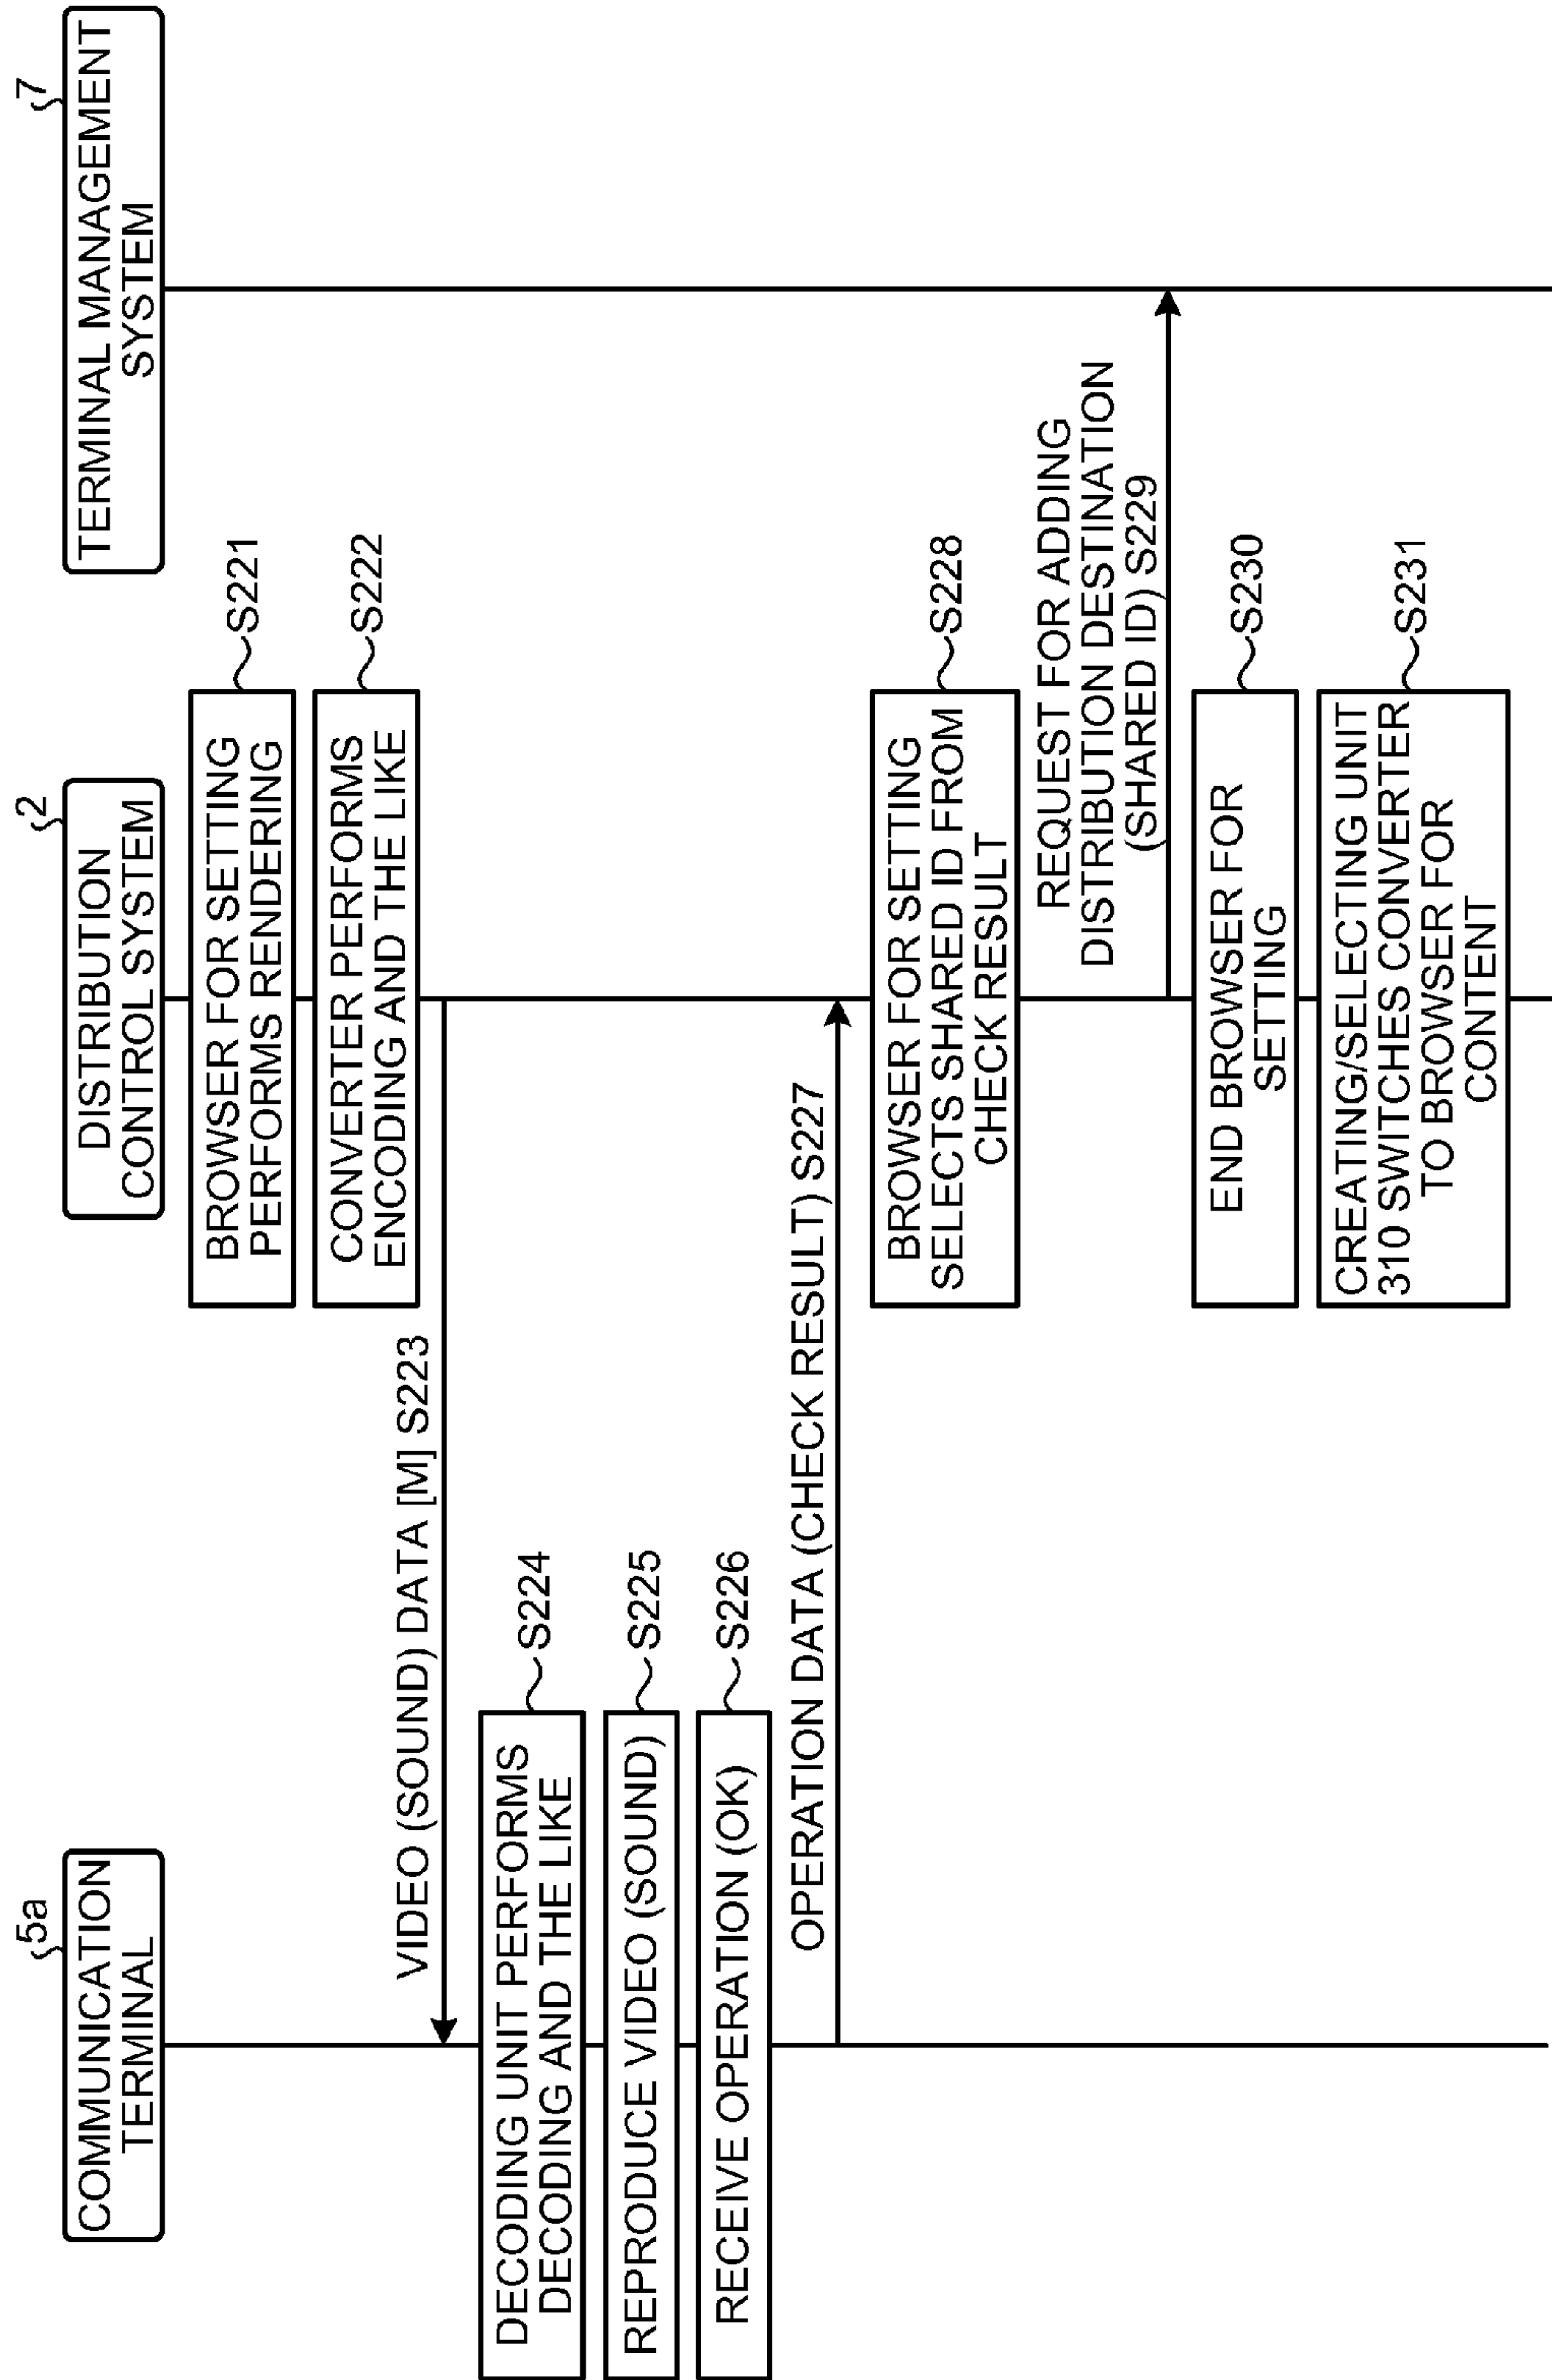 5a
COMMUNICATION
TERMINAL
2
DISTRIBUTION
CONTROL SYSTEM
7
TERMINAL MANAGEMENT
SYSTEM
BROWSER FOR SETTING
PERFORMS RENDERING
S221
CONVERTER PERFORMS
ENCODING AND THE LIKE
S222
VIDEO (SOUND) DATA [M] S223
DECODING UNIT PERFORMS
DECODING AND THE LIKE
S224
REPRODUCE VIDEO (SOUND)
S225
RECEIVE OPERATION (OK)
S226
OPERATION DATA (CHECK RESULT) S227
BROWSER FOR SETTING
SELECTS SHARED ID FROM
CHECK RESULT
S228
REQUEST FOR ADDING
DISTRIBUTION DESTINATION
(SHARED ID) S229
END BROWSER FOR
SETTING
S230
CREATING/SELECTING UNIT
310 SWITCHES CONVERTER
TO BROWSER FOR
CONTENT
S231